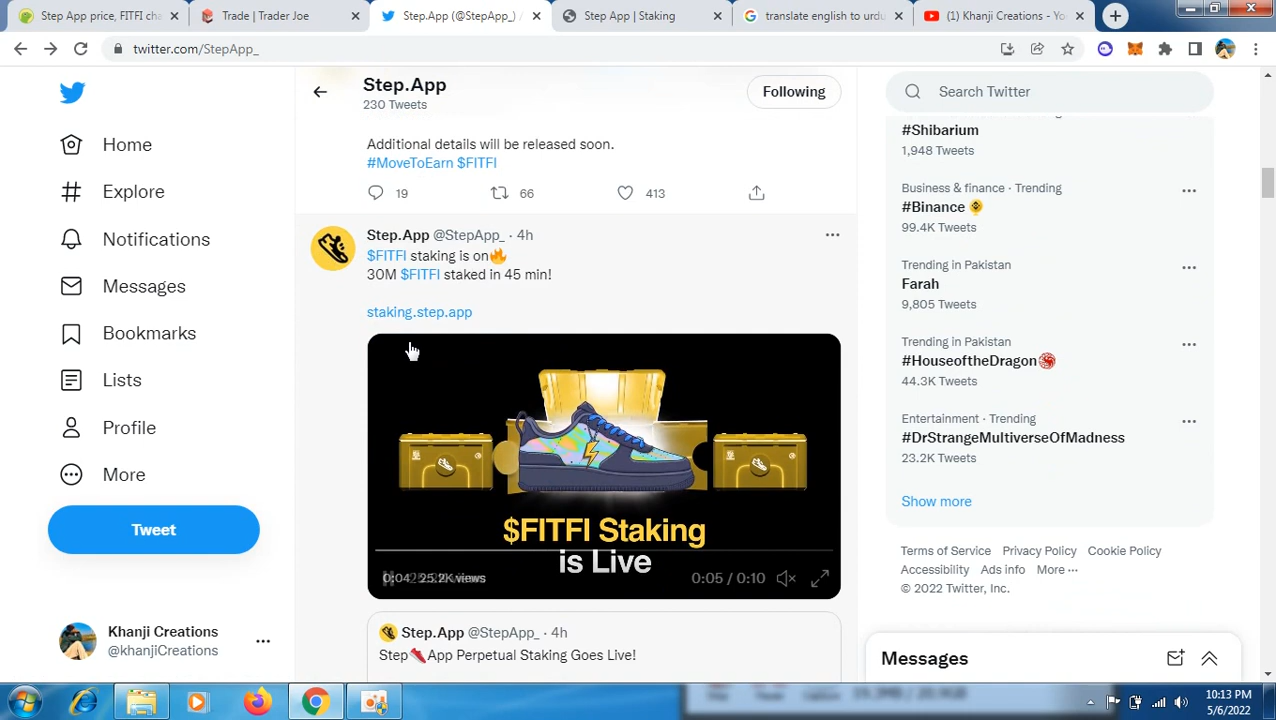 Step App price, FITFI cha
Trade | Trader Joe
Step.App (@StepApp_) /
Step App | Staking
translate english to urdu
(1) Khanji Creations - Yo
twitter.com/StepApp_
Home
Explore
Notifications
Messages
Bookmarks
Lists
Profile
More
Tweet
Khanji Creations
@khanjiCreations
Step.App
230 Tweets
Following
Additional details will be released soon.
#MoveToEarn $FITFI
19 66 413
Step.App @StepApp_ · 4h
$FITFI staking is on🔥
30M $FITFI staked in 45 min!
staking.step.app
$FITFI Staking
is Live
0:04 25.2K views
0:05 / 0:10
Step.App @StepApp_ · 4h
Step👠App Perpetual Staking Goes Live!
Search Twitter
#Shibarium
1,948 Tweets
Business & finance · Trending
#Binance
99.4K Tweets
Trending in Pakistan
Farah
9,805 Tweets
Trending in Pakistan
#HouseoftheDragon
44.3K Tweets
Entertainment · Trending
#DrStrangeMultiverseOfMadness
23.2K Tweets
Show more
Terms of Service Privacy Policy Cookie Policy
Accessibility Ads info More ···
© 2022 Twitter, Inc.
Messages
10:13 PM
5/6/2022